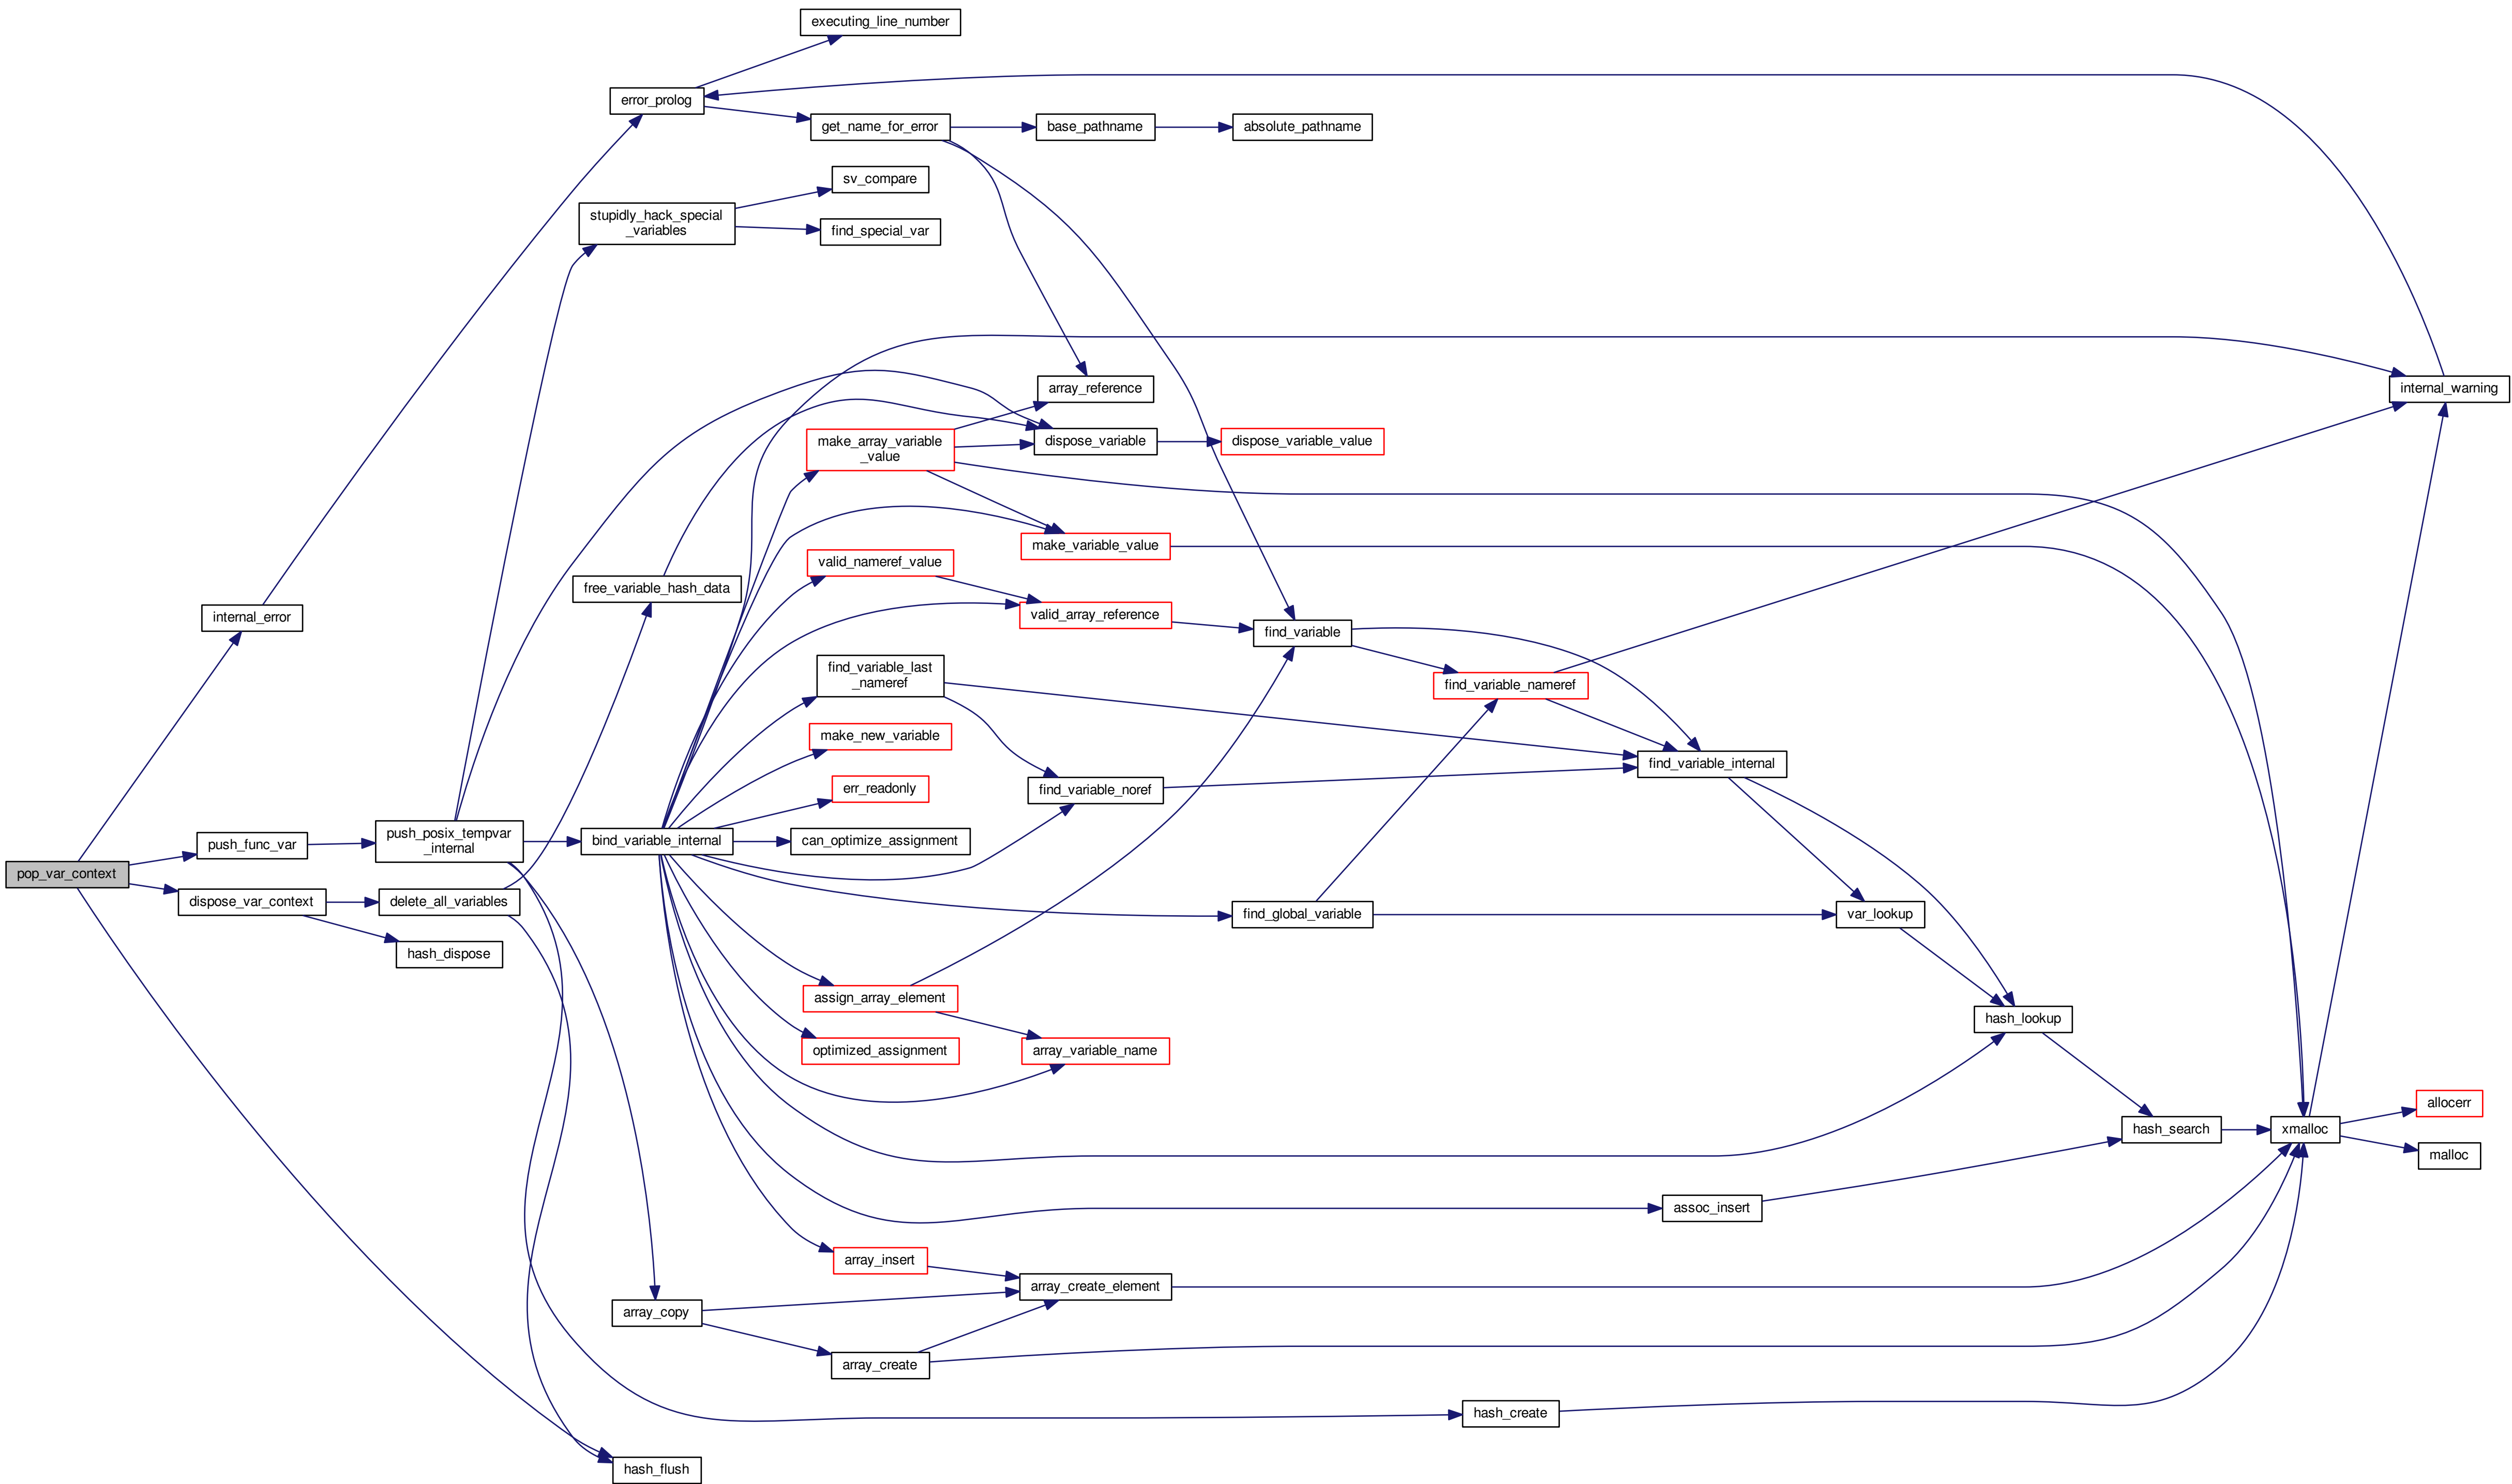 executing_line_number
error_prolog
get_name_for_error
base_pathname
absolute_pathname
sv_compare
stupidly_hack_special
_variables
find_special_var
array_reference
internal_warning
make_array_variable
_value
dispose_variable
dispose_variable_value
make_variable_value
valid_nameref_value
free_variable_hash_data
internal_error
valid_array_reference
find_variable
find_variable_last
_nameref
find_variable_nameref
make_new_variable
find_variable_internal
err_readonly
find_variable_noref
push_posix_tempvar
_internal
push_func_var
bind_variable_internal
can_optimize_assignment
pop_var_context
dispose_var_context
delete_all_variables
find_global_variable
var_lookup
hash_dispose
assign_array_element
hash_lookup
optimized_assignment
array_variable_name
allocerr
hash_search
xmalloc
malloc
assoc_insert
array_insert
array_create_element
array_copy
array_create
hash_create
hash_flush